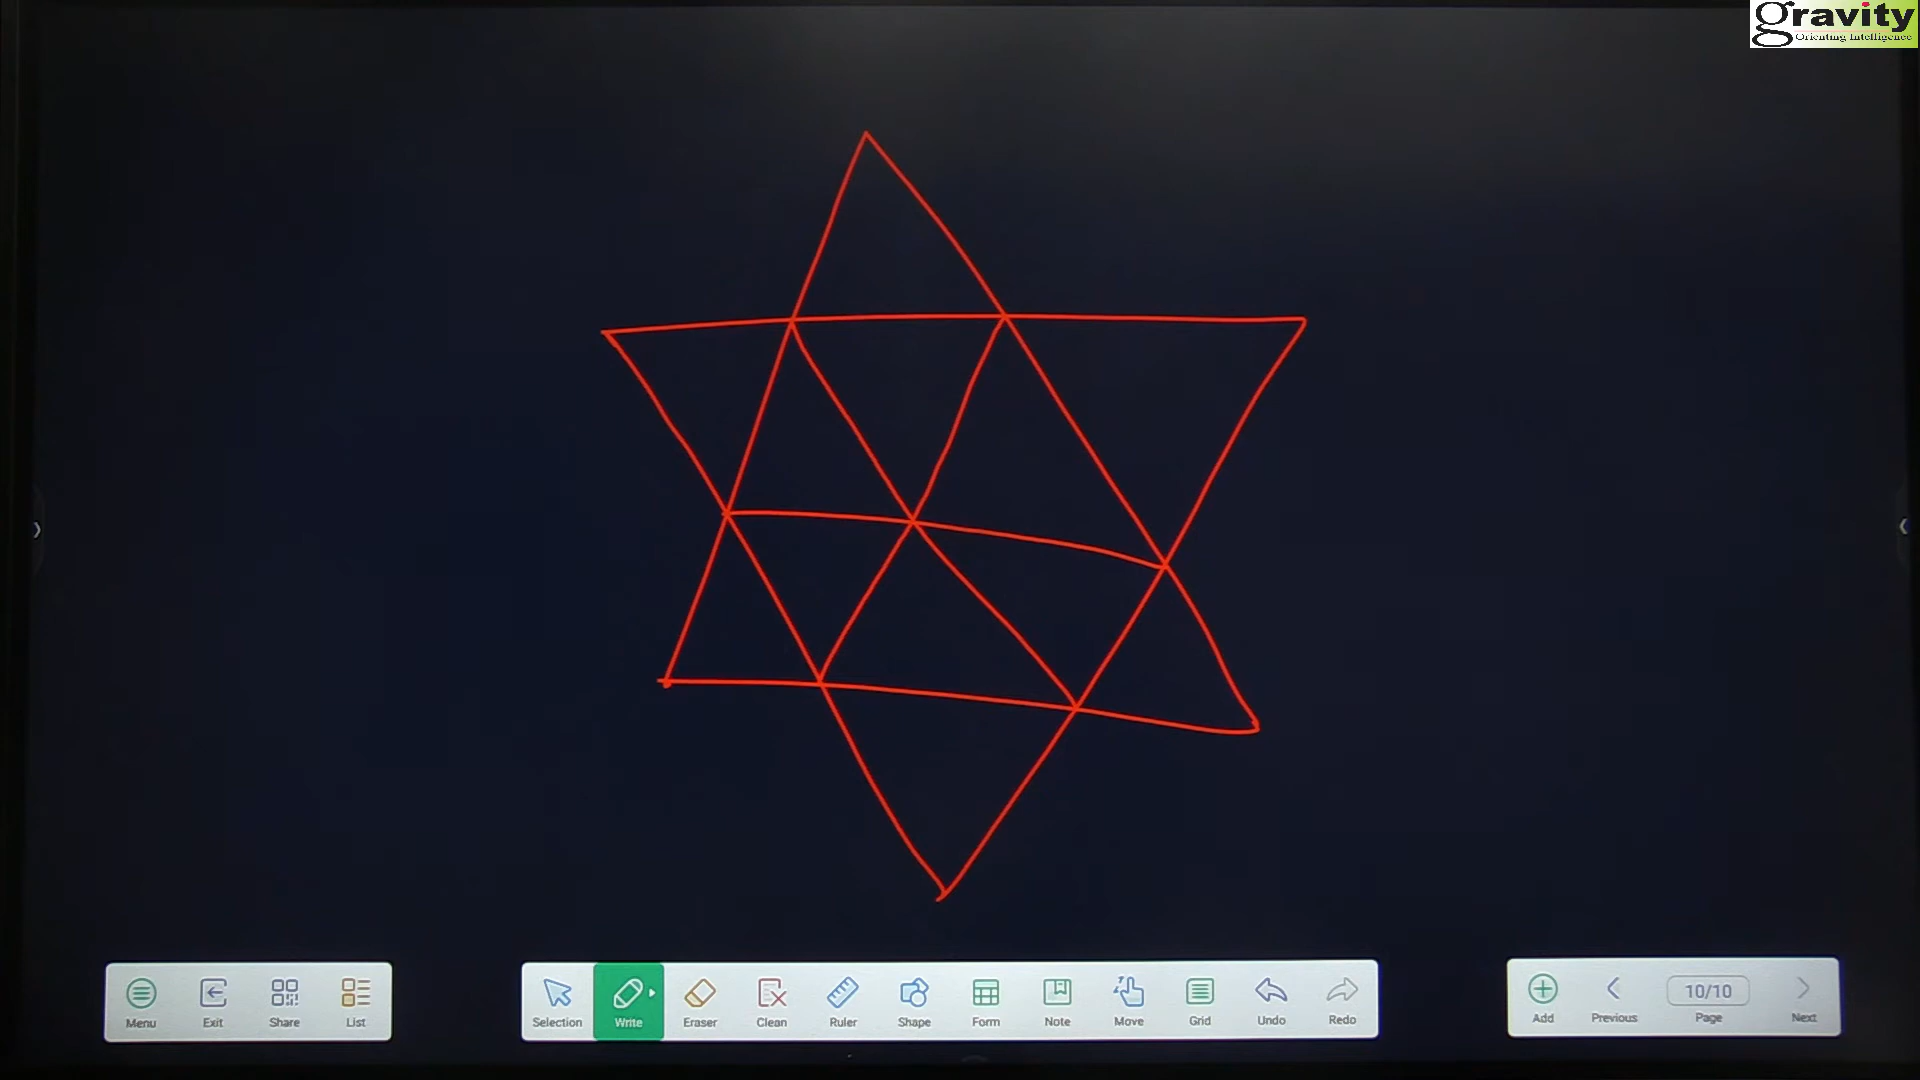 gravity
Orienting Intelligence
Menu Exit Share List
Selection Write Eraser Clean Ruler Shape Form Note Move Grid Undo Redo
Add Previous 10/10 Page Next